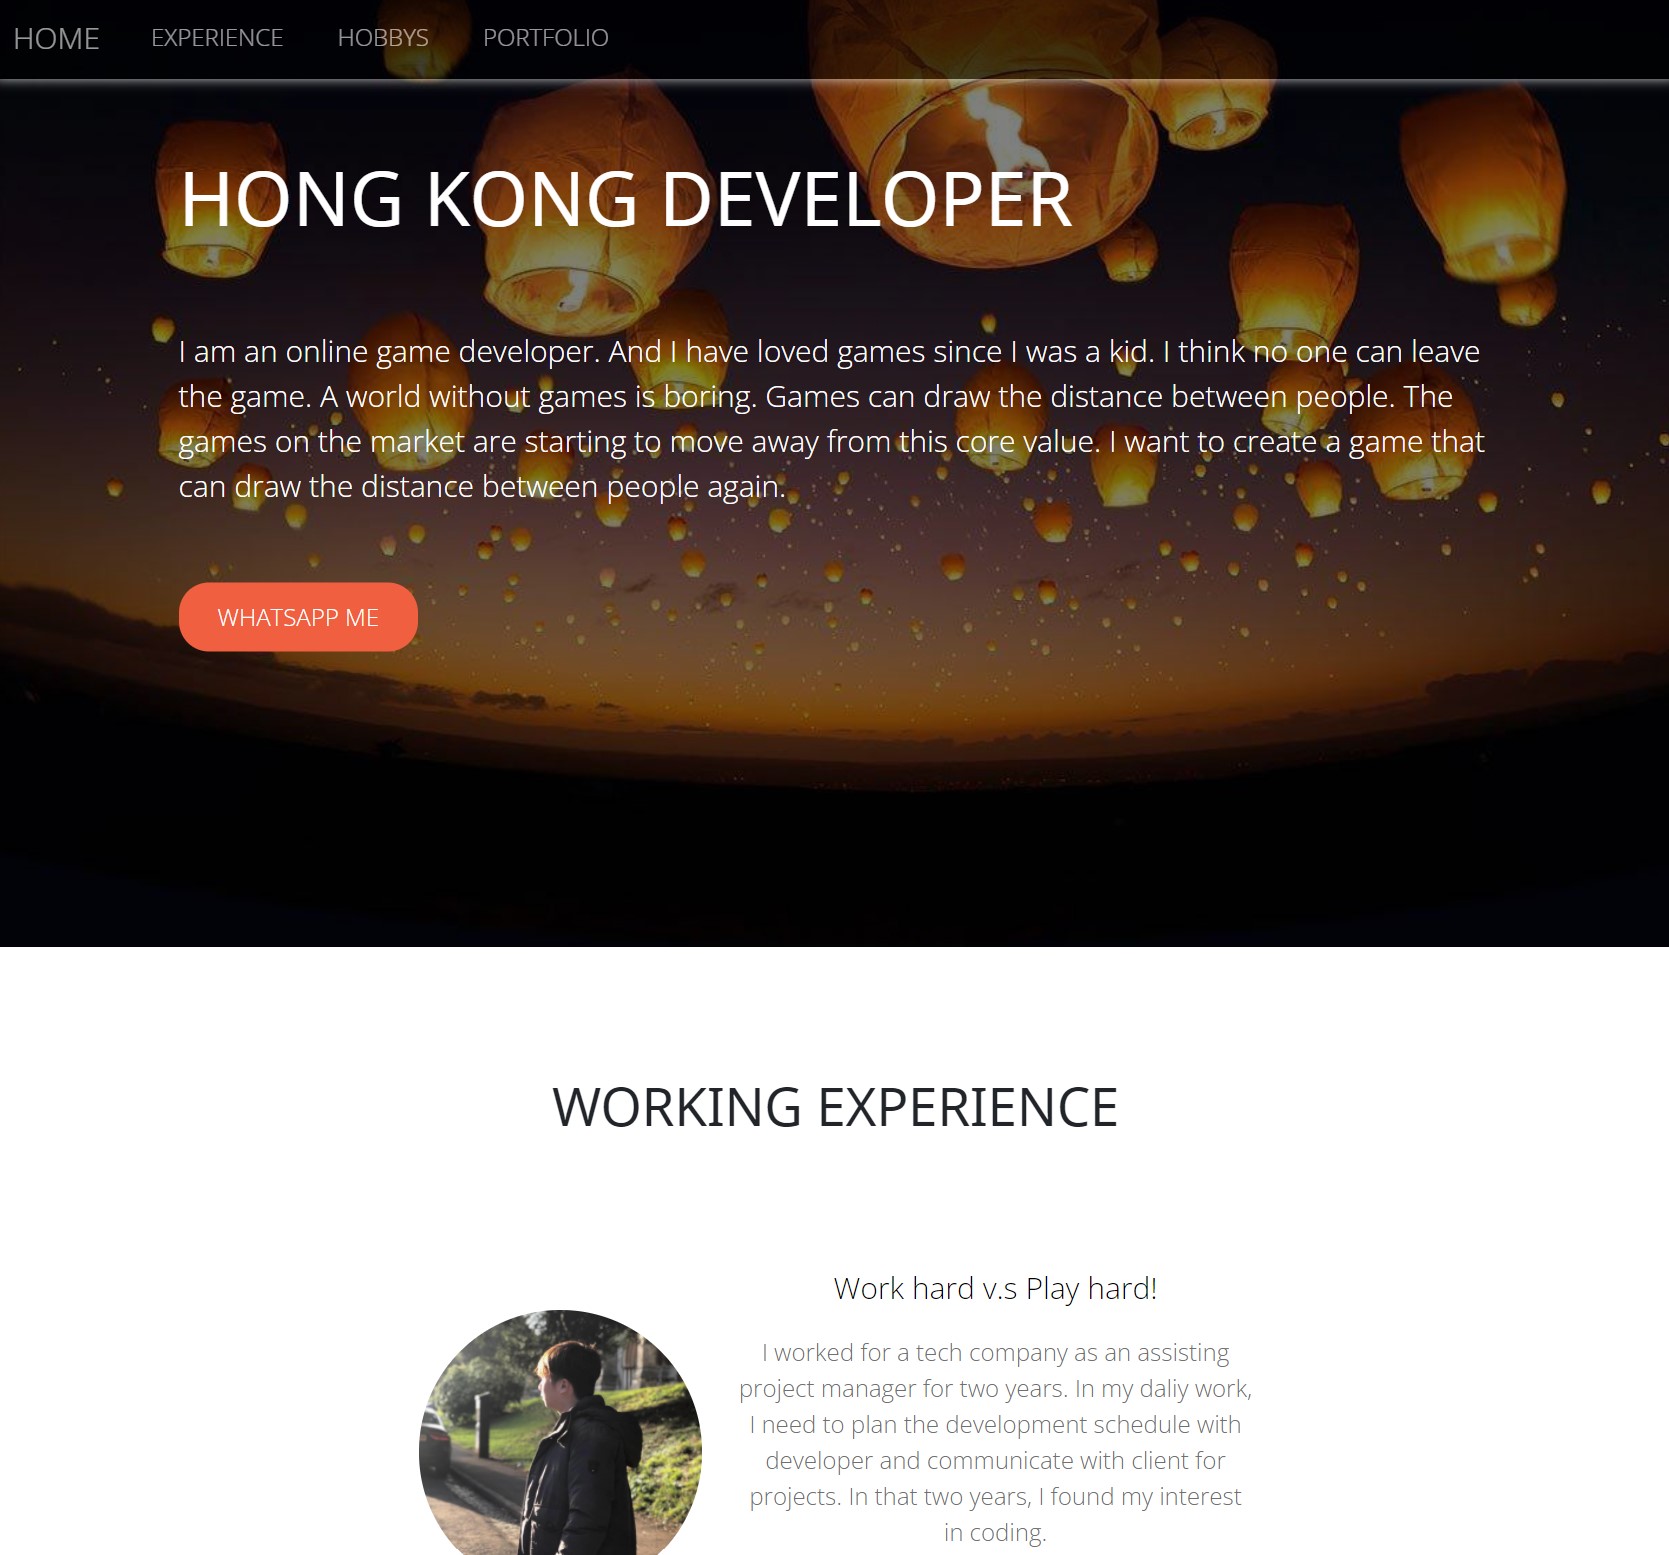 HOME EXPERIENCE HOBBYS PORTFOLIO
HONG KONG DEVELOPER
I am an online game developer. And I have loved games since I was a kid. I think no one can leave
the game. A world without games is boring. Games can draw the distance between people. The
games on the market are starting to move away from this core value. I want to create a game that
can draw the distance between people again.
WHATSAPP ME
WORKING EXPERIENCE
Work hard v.s Play hard!
I worked for a tech company as an assisting
project manager for two years. In my daliy work,
I need to plan the development schedule with
developer and communicate with client for
projects. In that two years, I found my interest
in coding.